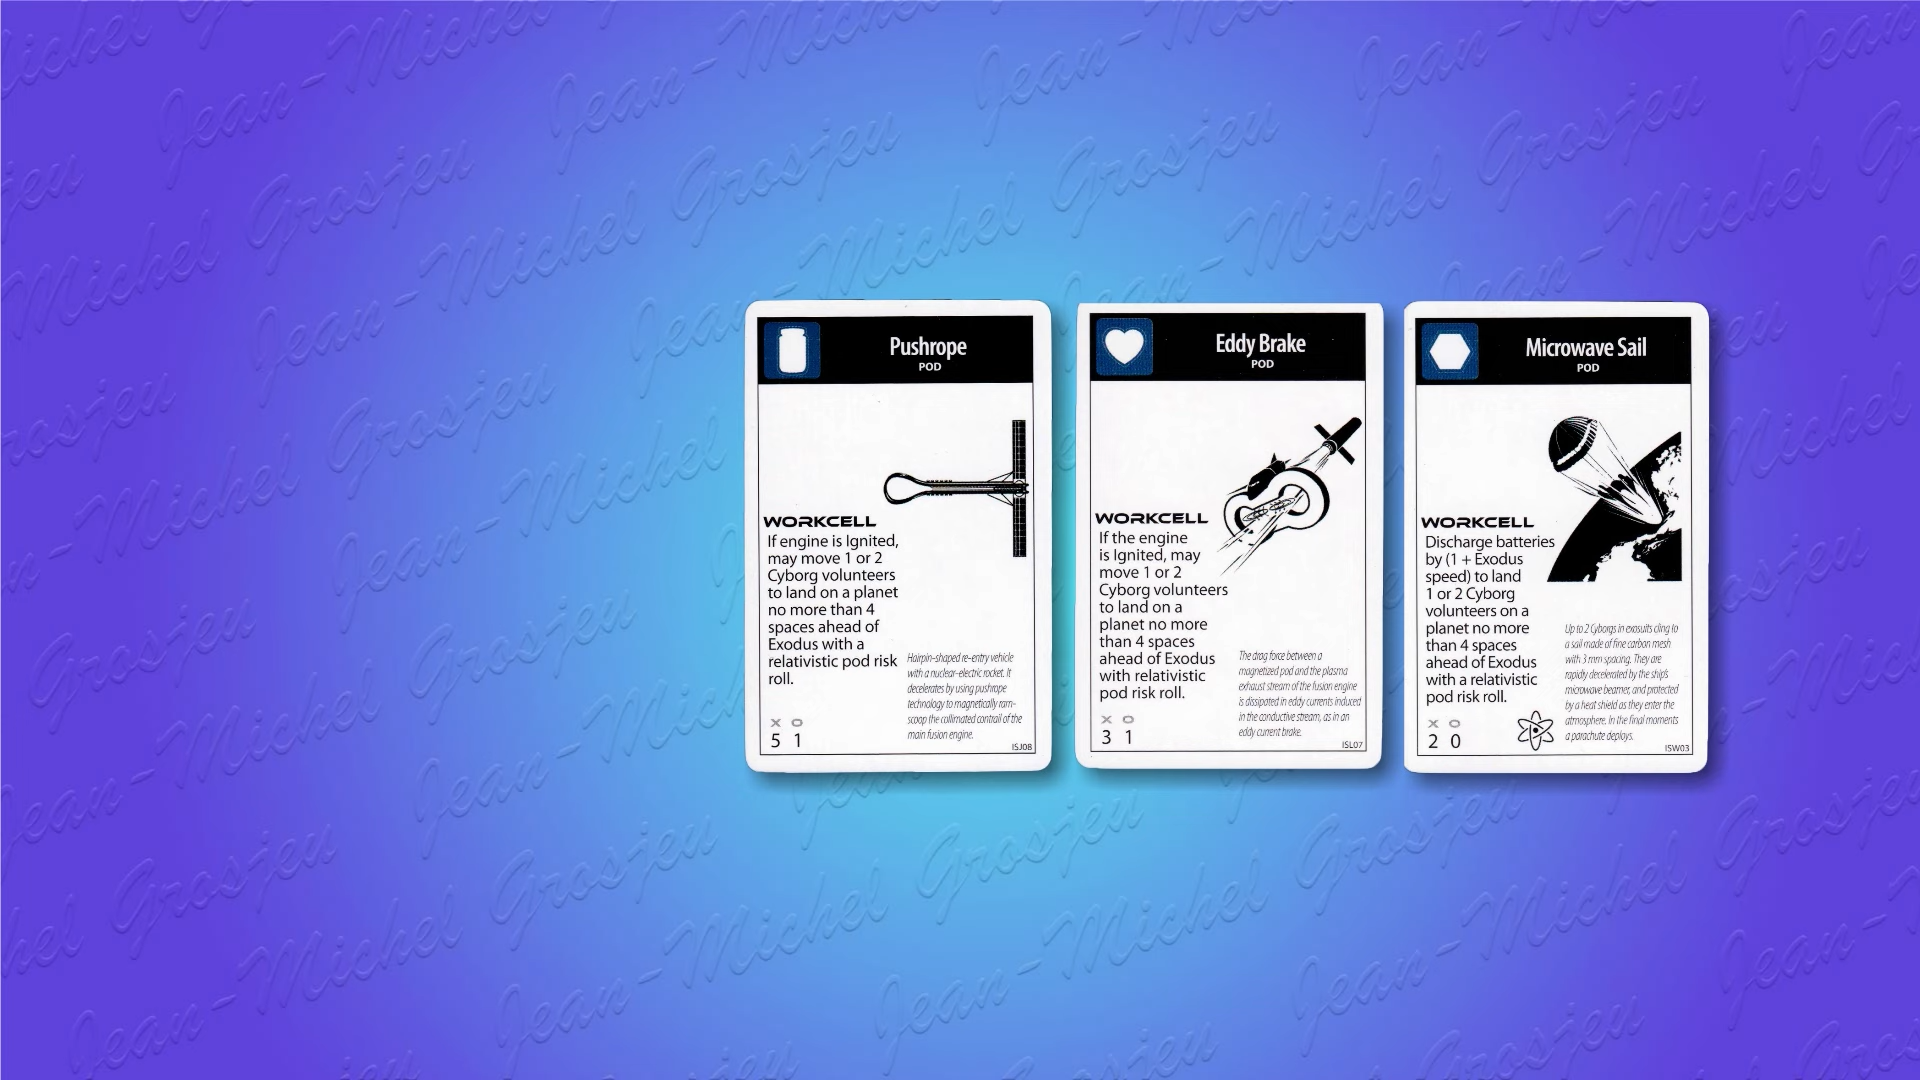 Pushrope
POD
WORKCELL
If engine is Ignited,
may move 1 or 2
Cyborg volunteers
to land on a planet
no more than 4
spaces ahead of
Exodus with a
relativistic pod risk
roll.
Hairpin-shaped re-entry vehicle
with a nuclear-electric rocket. It
decelerates by using pushrope
technology to magnetically ram-
scoop the collimated contrail of the
main fusion engine.
X O
5 1
ISJ08
Eddy Brake
POD
WORKCELL
If the engine
is Ignited, may
move 1 or 2
Cyborg volunteers
to land on a
planet no more
than 4 spaces
ahead of Exodus
with relativistic
pod risk roll.
The drag force between a
magnetized pod and the plasma
exhaust stream of the fusion engine
is dissipated in eddy currents induced
in the conductive stream, as in an
eddy current brake.
X O
3 1
ISL07
Microwave Sail
POD
WORKCELL
Discharge batteries
by (1 + Exodus
speed) to land
1 or 2 Cyborg
volunteers on a
planet no more
than 4 spaces
ahead of Exodus
with a relativistic
pod risk roll.
Up to 2 Cyborgs in exosuits cling to
a sail made of fine carbon mesh
with 3 mm spacing. They are
rapidly decelerated by the ship's
microwave beamer, and protected
by a heat shield as they enter the
atmosphere. In the final moments
a parachute deploys.
X O
2 0
ISW03
Jean-Michel Grosjeu